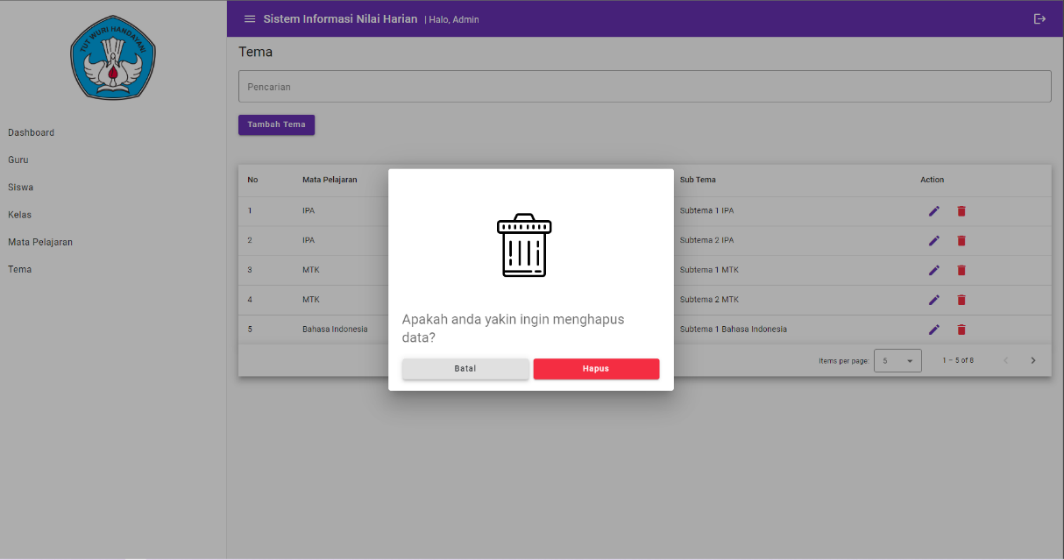 TUT WURI HANDAYANI
Sistem Informasi Nilai Harian | Halo, Admin
Dashboard
Guru
Siswa
Kelas
Mata Pelajaran
Tema
Tema
Pencarian
Tambah Tema
No Mata Pelajaran Sub Tema Action
1 IPA Subtema 1 IPA
2 IPA Subtema 2 IPA
3 MTK Subtema 1 MTK
4 MTK Subtema 2 MTK
5 Bahasa Indonesia Subtema 1 Bahasa Indonesia
Items per page: 5 1 – 5 of 8
Apakah anda yakin ingin menghapus
data?
Batal Hapus